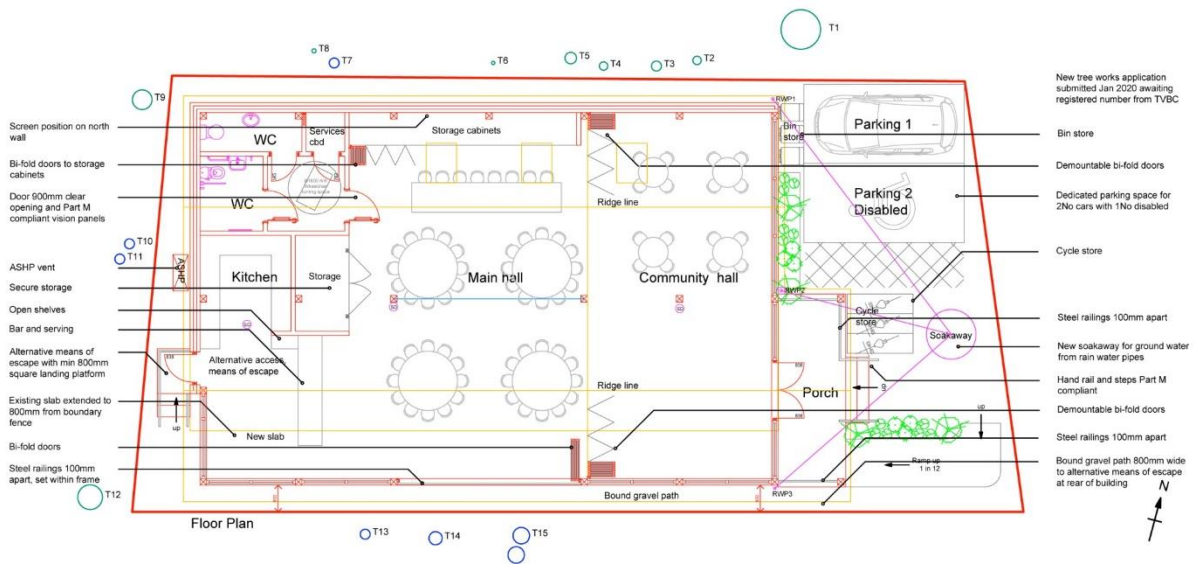 T1
T8
T7
T6
T5
T4
T3
T2
T9
New tree works application
submitted Jan 2020 awaiting
registered number from TVBC
RWP1
Screen position on north
wall
WC
Services
cbd
Storage cabinets
Bin
store
Parking 1
Bin store
Bi-fold doors to storage
cabinets
Demountable bi-fold doors
Door 900mm clear
opening and Part M
compliant vision panels
WC
Ridge line
Parking 2
Disabled
Dedicated parking space for
2No cars with 1No disabled
T10
T11
Cycle store
ASHP vent
ASHP
Kitchen
Storage
Main hall
Community hall
Secure storage
RWP2
Open shelves
Cycle
store
Steel railings 100mm
apart
Bar and serving
Soakaway
New soakaway for ground water
from rain water pipes
Alternative means of
escape with min 800mm
square landing platform
Alternative access
means of escape
Ridge line
Porch
up
Hand rail and steps Part M
compliant
Existing slab extended to
800mm from boundary
fence
up
Demountable bi-fold doors
up
New slab
Bi-fold doors
Steel railings 100mm
apart
Steel railings 100mm
apart, set within frame
Ramp up
1 in 12
Bound gravel path 800mm wide
to alternative means of escape
at rear of building
RWP3
Bound gravel path
T12
N
Floor Plan
T13
T14
T15